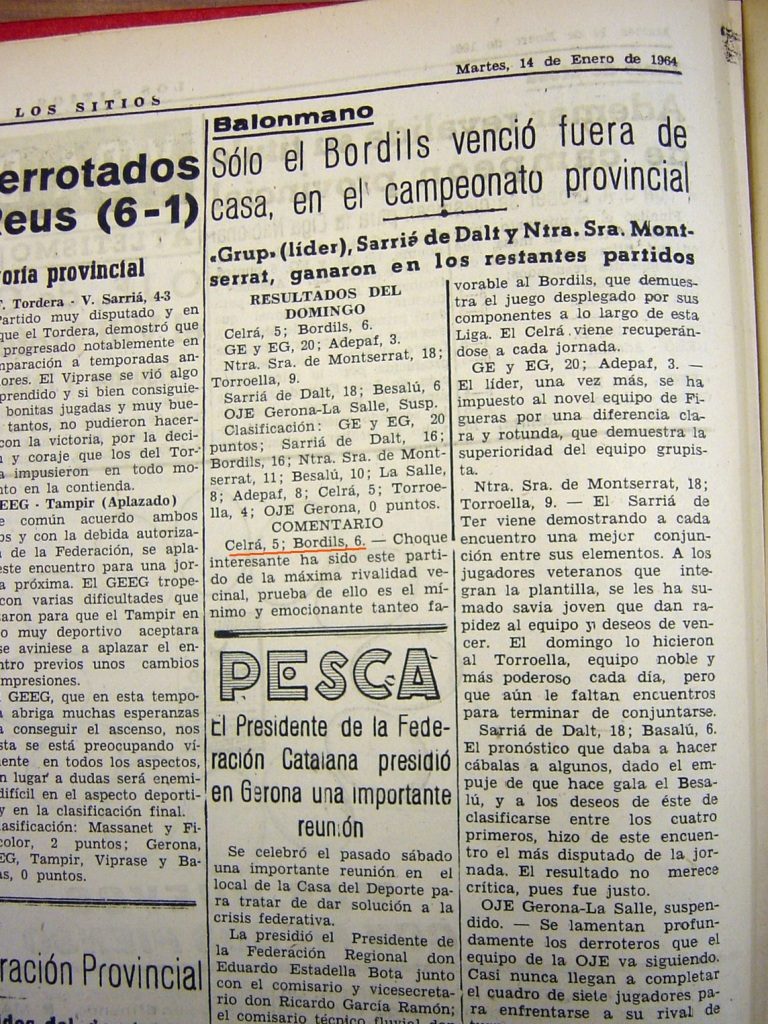 Martes, 14 de Enero de 1964
LOS SITIOS
errotados
Reus (6-1)
oria provincial
F. Tordera - V. Sarriá, 4-3
Partido muy disputado y en
que el Tordera, demostró que
progresado notablemente en
mparación a temporadas an-
ores. El Viprase se vió algo
prendido y si bien consiguie-
bonitas jugadas y muy bue-
tantos, no pudieron hacer-
con la victoria, por la deci-
n y coraje que los del Tor-
a impusieron en todo mo-
nto en la contienda.
EEG - Tampir (Aplazado)
e común acuerdo ambos
os y con la debida autoriza-
de la Federación, se apla-
este encuentro para una jor-
a próxima. El GEEG trope-
con varias dificultades que
aron para que el Tampir en
o muy deportivo aceptara
se aviniese a aplazar el en-
ntro previos unos cambios
impresiones.
GEEG, que en esta tempo-
a abriga muchas esperanzas
conseguir el ascenso, nos
sta se está preocupando ví-
mente en todos los aspectos,
n lugar a dudas será enemi-
difícil en el aspecto deporti-
y en la clasificación final.
asificación: Massanet y Fi-
color, 2 puntos; Gerona,
EG, Tampir, Viprase y Ba-
as, 0 puntos.
ración Provincial
Balonmano
Sólo el Bordils venció fuera de
casa, en el campeonato provincial
«Grup» (líder), Sarriá de Dalt y Ntra. Sra. Mont-
serrat, ganaron en los restantes partidos
RESULTADOS DEL
DOMINGO
Celrá, 5; Bordils, 6.
GE y EG, 20; Adepaf, 3.
Ntra. Sra. de Montserrat, 18;
Torroella, 9.
Sarriá de Dalt, 18; Besalú, 6
OJE Gerona-La Salle, Susp.
Clasificación: GE y EG, 20
puntos; Sarriá de Dalt, 16;
Bordils, 16; Ntra. Sra. de Mont-
serrat, 11; Besalú, 10; La Salle,
8; Adepaf, 8; Celrá, 5; Torroe-
lla, 4; OJE Gerona, 0 puntos.
COMENTARIO
Celrá, 5; Bordils, 6. — Choque
interesante ha sido este parti-
do de la máxima rivalidad ve-
cinal, prueba de ello es el mí-
nimo y emocionante tanteo fa-
vorable al Bordils, que demues-
tra el juego desplegado por sus
componentes a lo largo de esta
Liga. El Celrá viene recuperán-
dose a cada jornada.
GE y EG, 20; Adepaf, 3. —
El líder, una vez más, se ha
impuesto al novel equipo de Fi-
gueras por una diferencia cla-
ra y rotunda, que demuestra la
superioridad del equipo grupis-
ta.
Ntra. Sra. de Montserrat, 18;
Torroella, 9. — El Sarriá de
Ter viene demostrando a cada
encuentro una mejor conjun-
ción entre sus elementos. A los
jugadores veteranos que inte-
gran la plantilla, se les ha su-
mado savia joven que dan ra-
pidez al equipo y deseos de ven-
cer. El domingo lo hicieron
al Torroella, equipo noble y
más poderoso cada día, pero
que aún le faltan encuentros
para terminar de conjuntarse.
Sarriá de Dalt, 18; Basalú, 6.
El pronóstico que daba a hacer
cábalas a algunos, dado el em-
puje de que hace gala el Besa-
lú, y a los deseos de éste de
clasificarse entre los cuatro
primeros, hizo de este encuen-
tro el más disputado de la jor-
nada. El resultado no merece
crítica, pues fue justo.
OJE Gerona-La Salle, suspen-
dido. — Se lamentan profun-
damente los derroteros que el
equipo de la OJE va siguiendo.
Casi nunca llegan a completar
el cuadro de siete jugadores pa-
ra enfrentarse a su rival de
PESCA
El Presidente de la Fede-
ración Catalana presidió
en Gerona una importante
reunión
Se celebró el pasado sábado
una importante reunión en el
local de la Casa del Deporte pa-
ra tratar de dar solución a la
crisis federativa.
La presidió el Presidente de
la Federación Regional don
Eduardo Estadella Bota junto
con el comisario y vicesecreta-
rio don Ricardo García Ramón;
el comisario técnico fluvial don